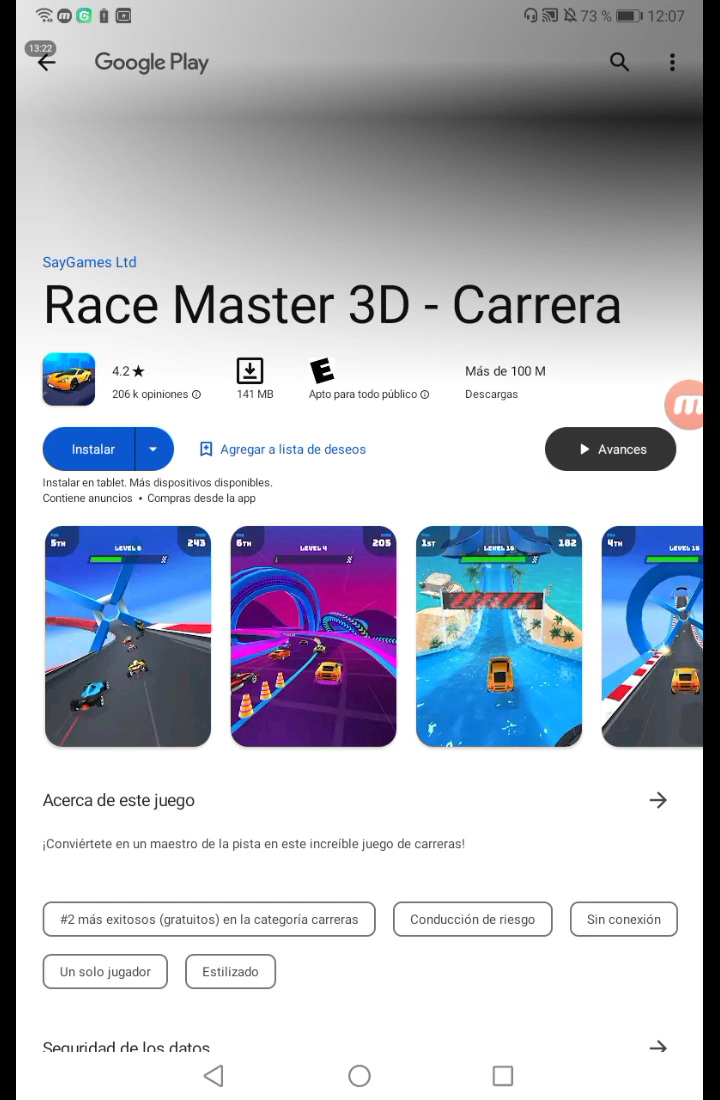 73 % 12:07
13:22
Google Play
SayGames Ltd
Race Master 3D - Carrera
4.2 ★
206 k opiniones
141 MB
E
Apto para todo público
Más de 100 M
Descargas
Instalar
Agregar a lista de deseos
Avances
Instalar en tablet. Más dispositivos disponibles.
Contiene anuncios • Compras desde la app
5TH LEVEL 6 243
6TH LEVEL 4 205
1ST LEVEL 15 182
4TH LEVEL 18
Acerca de este juego
¡Conviértete en un maestro de la pista en este increíble juego de carreras!
#2 más exitosos (gratuitos) en la categoría carreras
Conducción de riesgo
Sin conexión
Un solo jugador
Estilizado
Seguridad de los datos